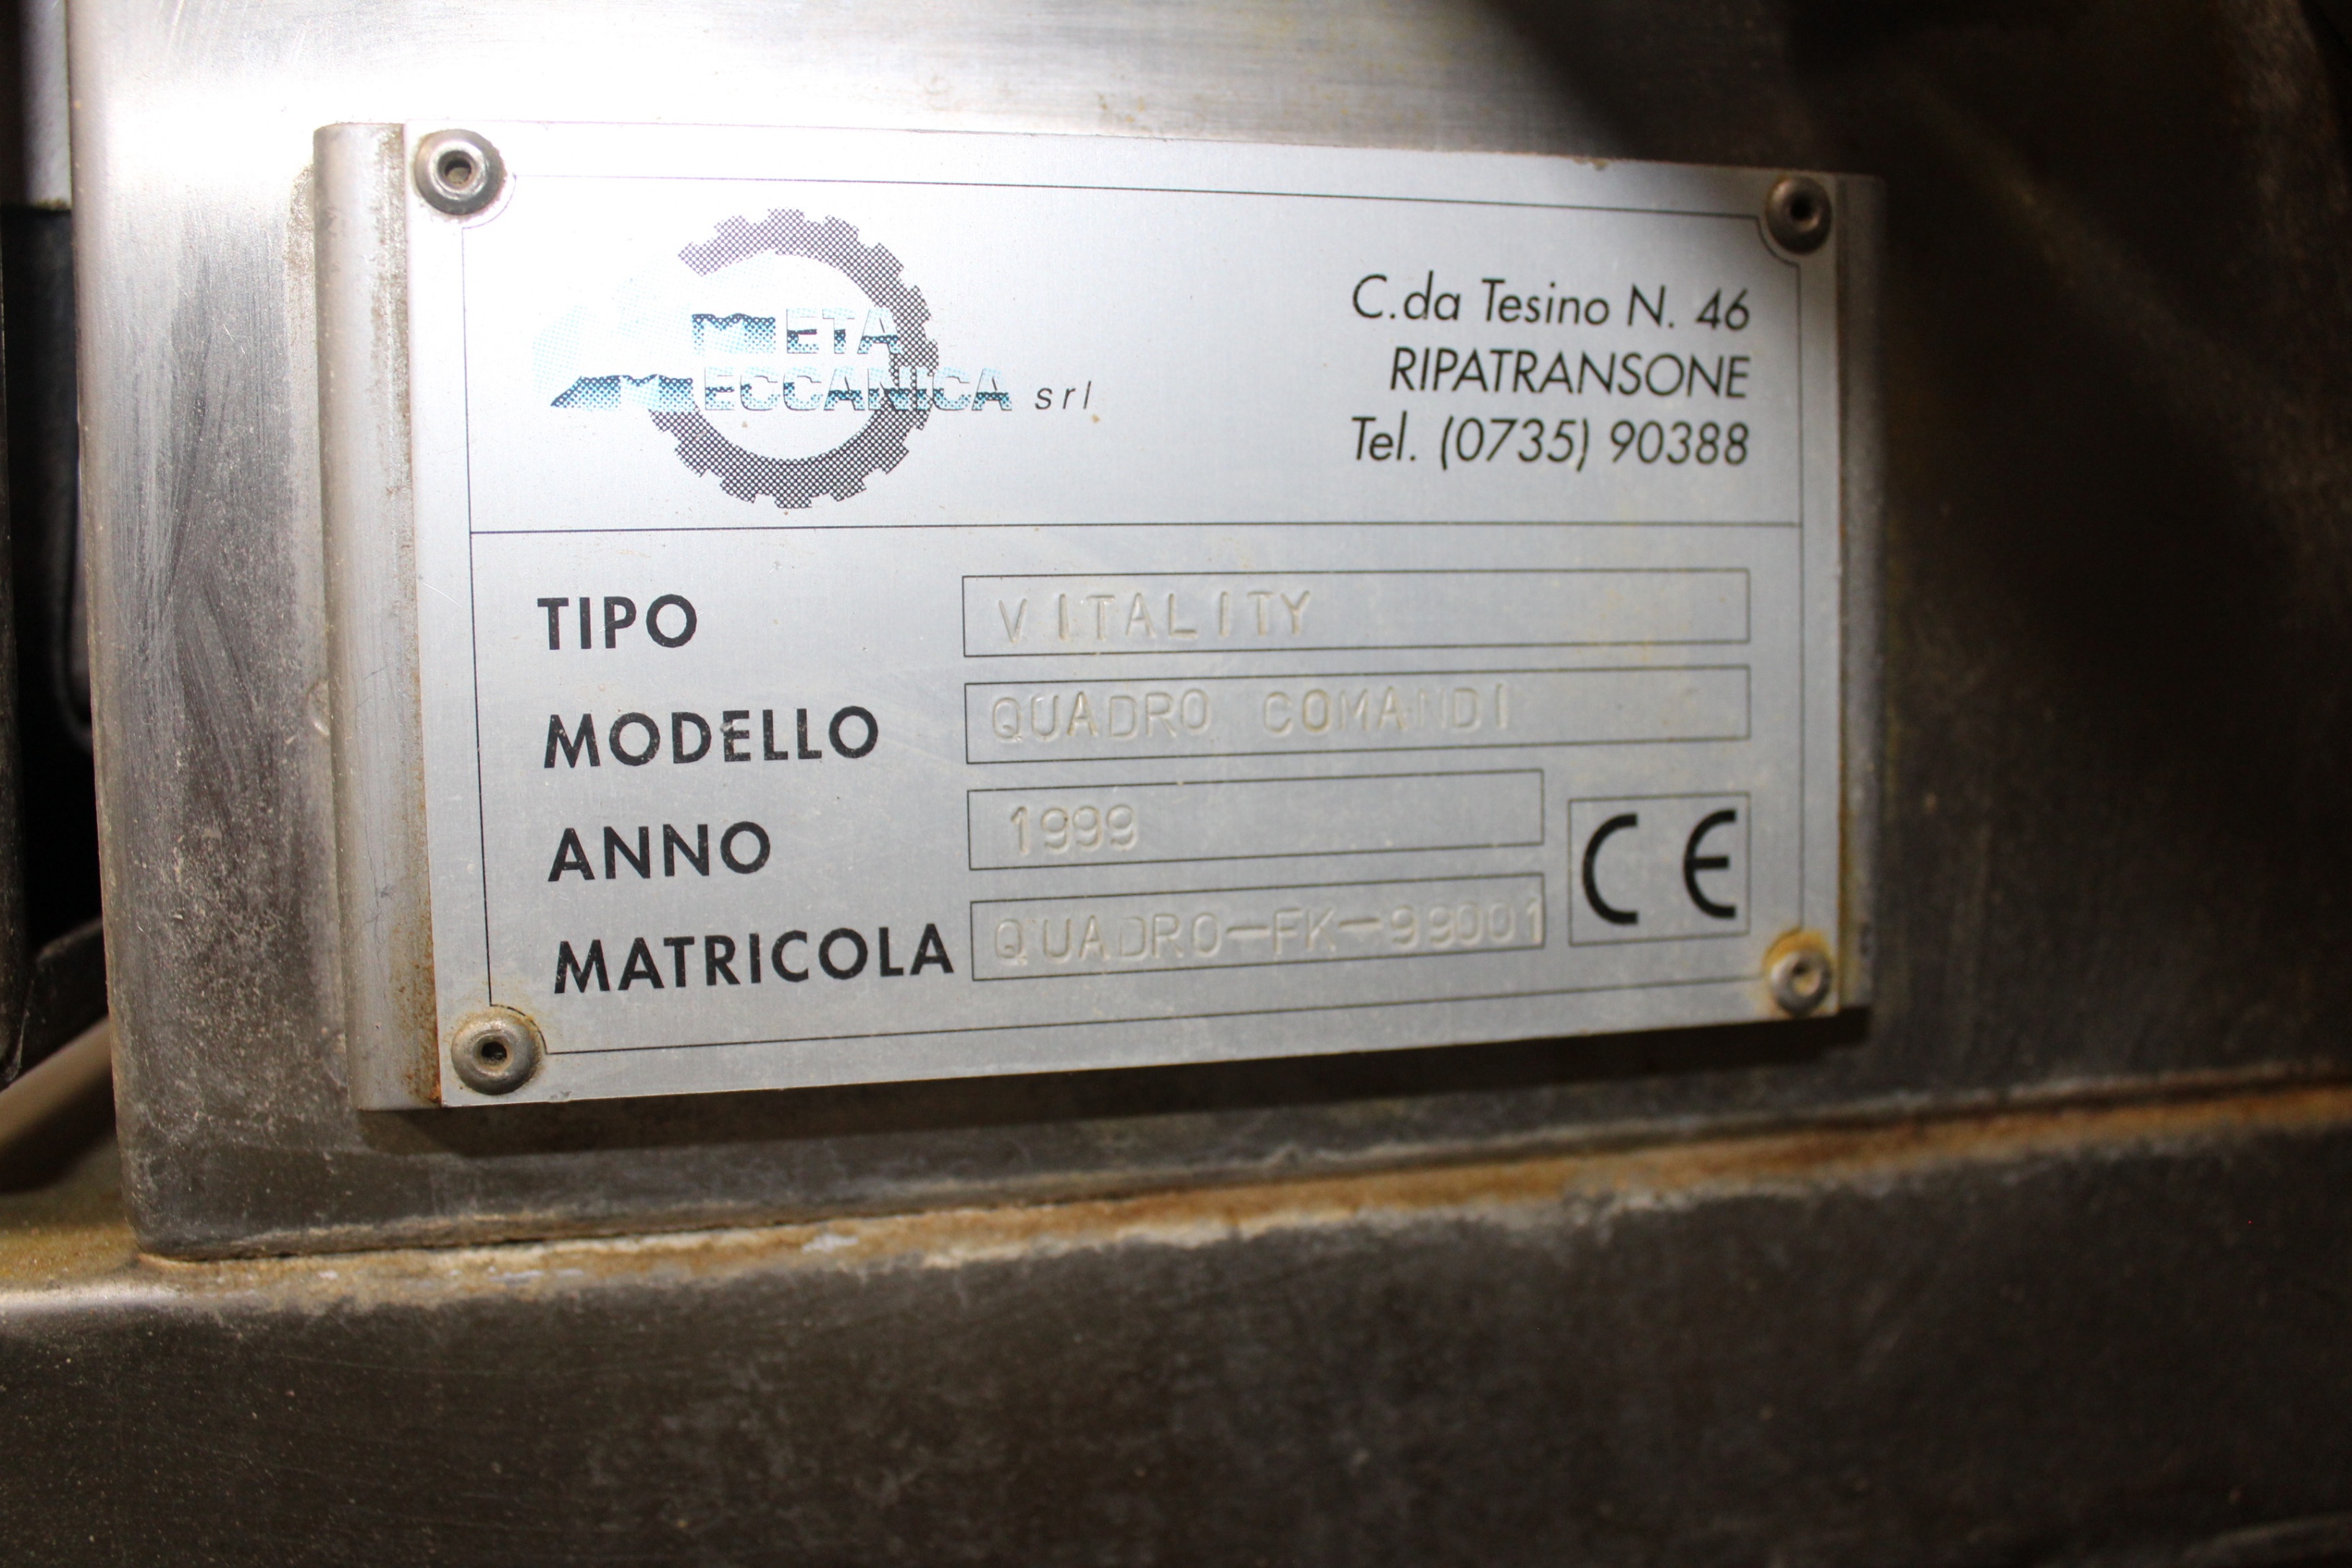 META
MECCANICA srl
C.da Tesino N. 46
RIPATRANSONE
Tel. (0735) 90388
TIPO VITALITY
MODELLO QUADRO COMANDI
ANNO 1999
MATRICOLA QUADRO-FK-99001
CE